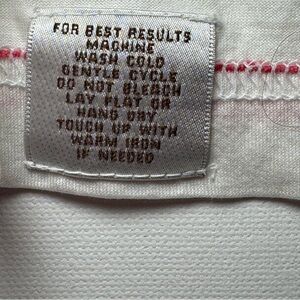 FOR BEST RESULTS
MACHINE
WASH COLD
GENTLE CYCLE
DO NOT BLEACH
LAY FLAT OR
HANG DRY
TOUCH UP WITH
WARM IRON
IF NEEDED